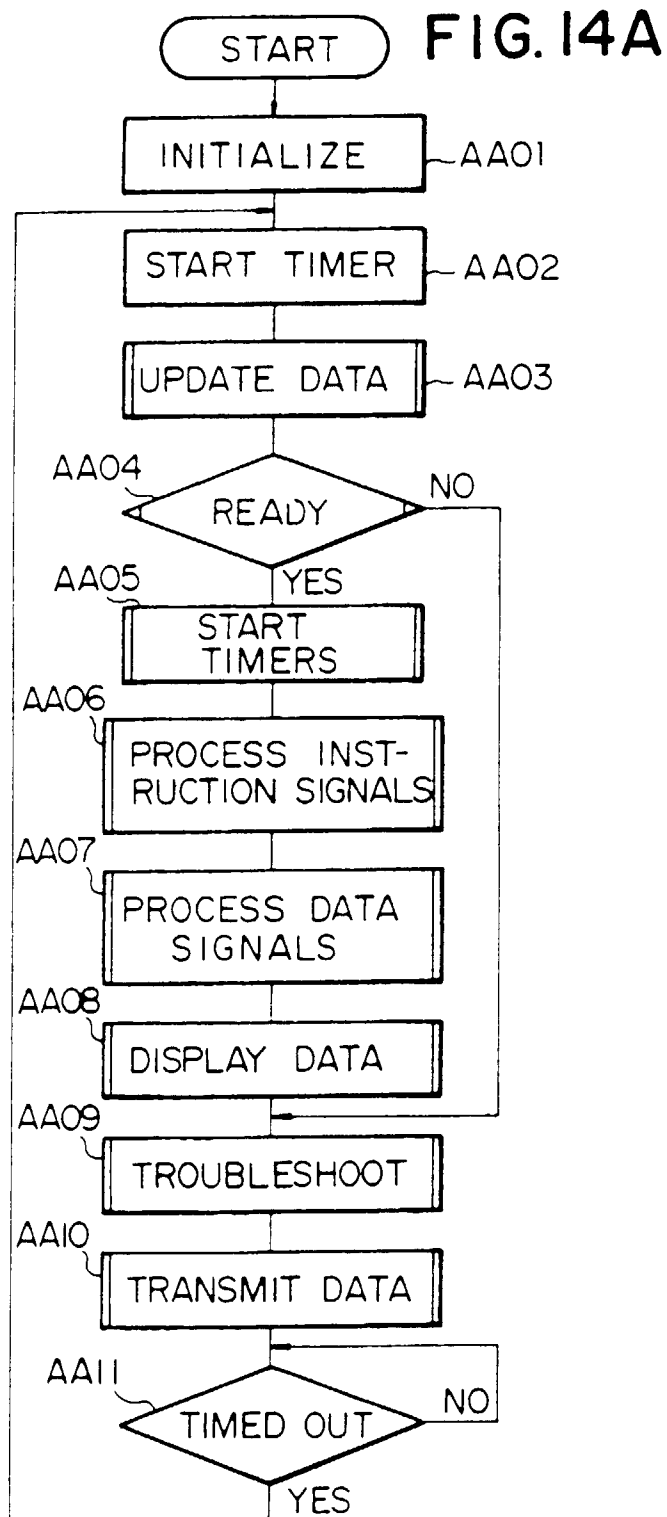 FIG. 14A
START
INITIALIZE
AA01
START TIMER
AA02
UPDATE DATA
AA03
AA04
READY
NO
YES
AA05
START
TIMERS
AA06
PROCESS INST-
RUCTION SIGNALS
AA07
PROCESS DATA
SIGNALS
AA08
DISPLAY DATA
AA09
TROUBLESHOOT
AA10
TRANSMIT DATA
AA11
TIMED OUT
NO
YES